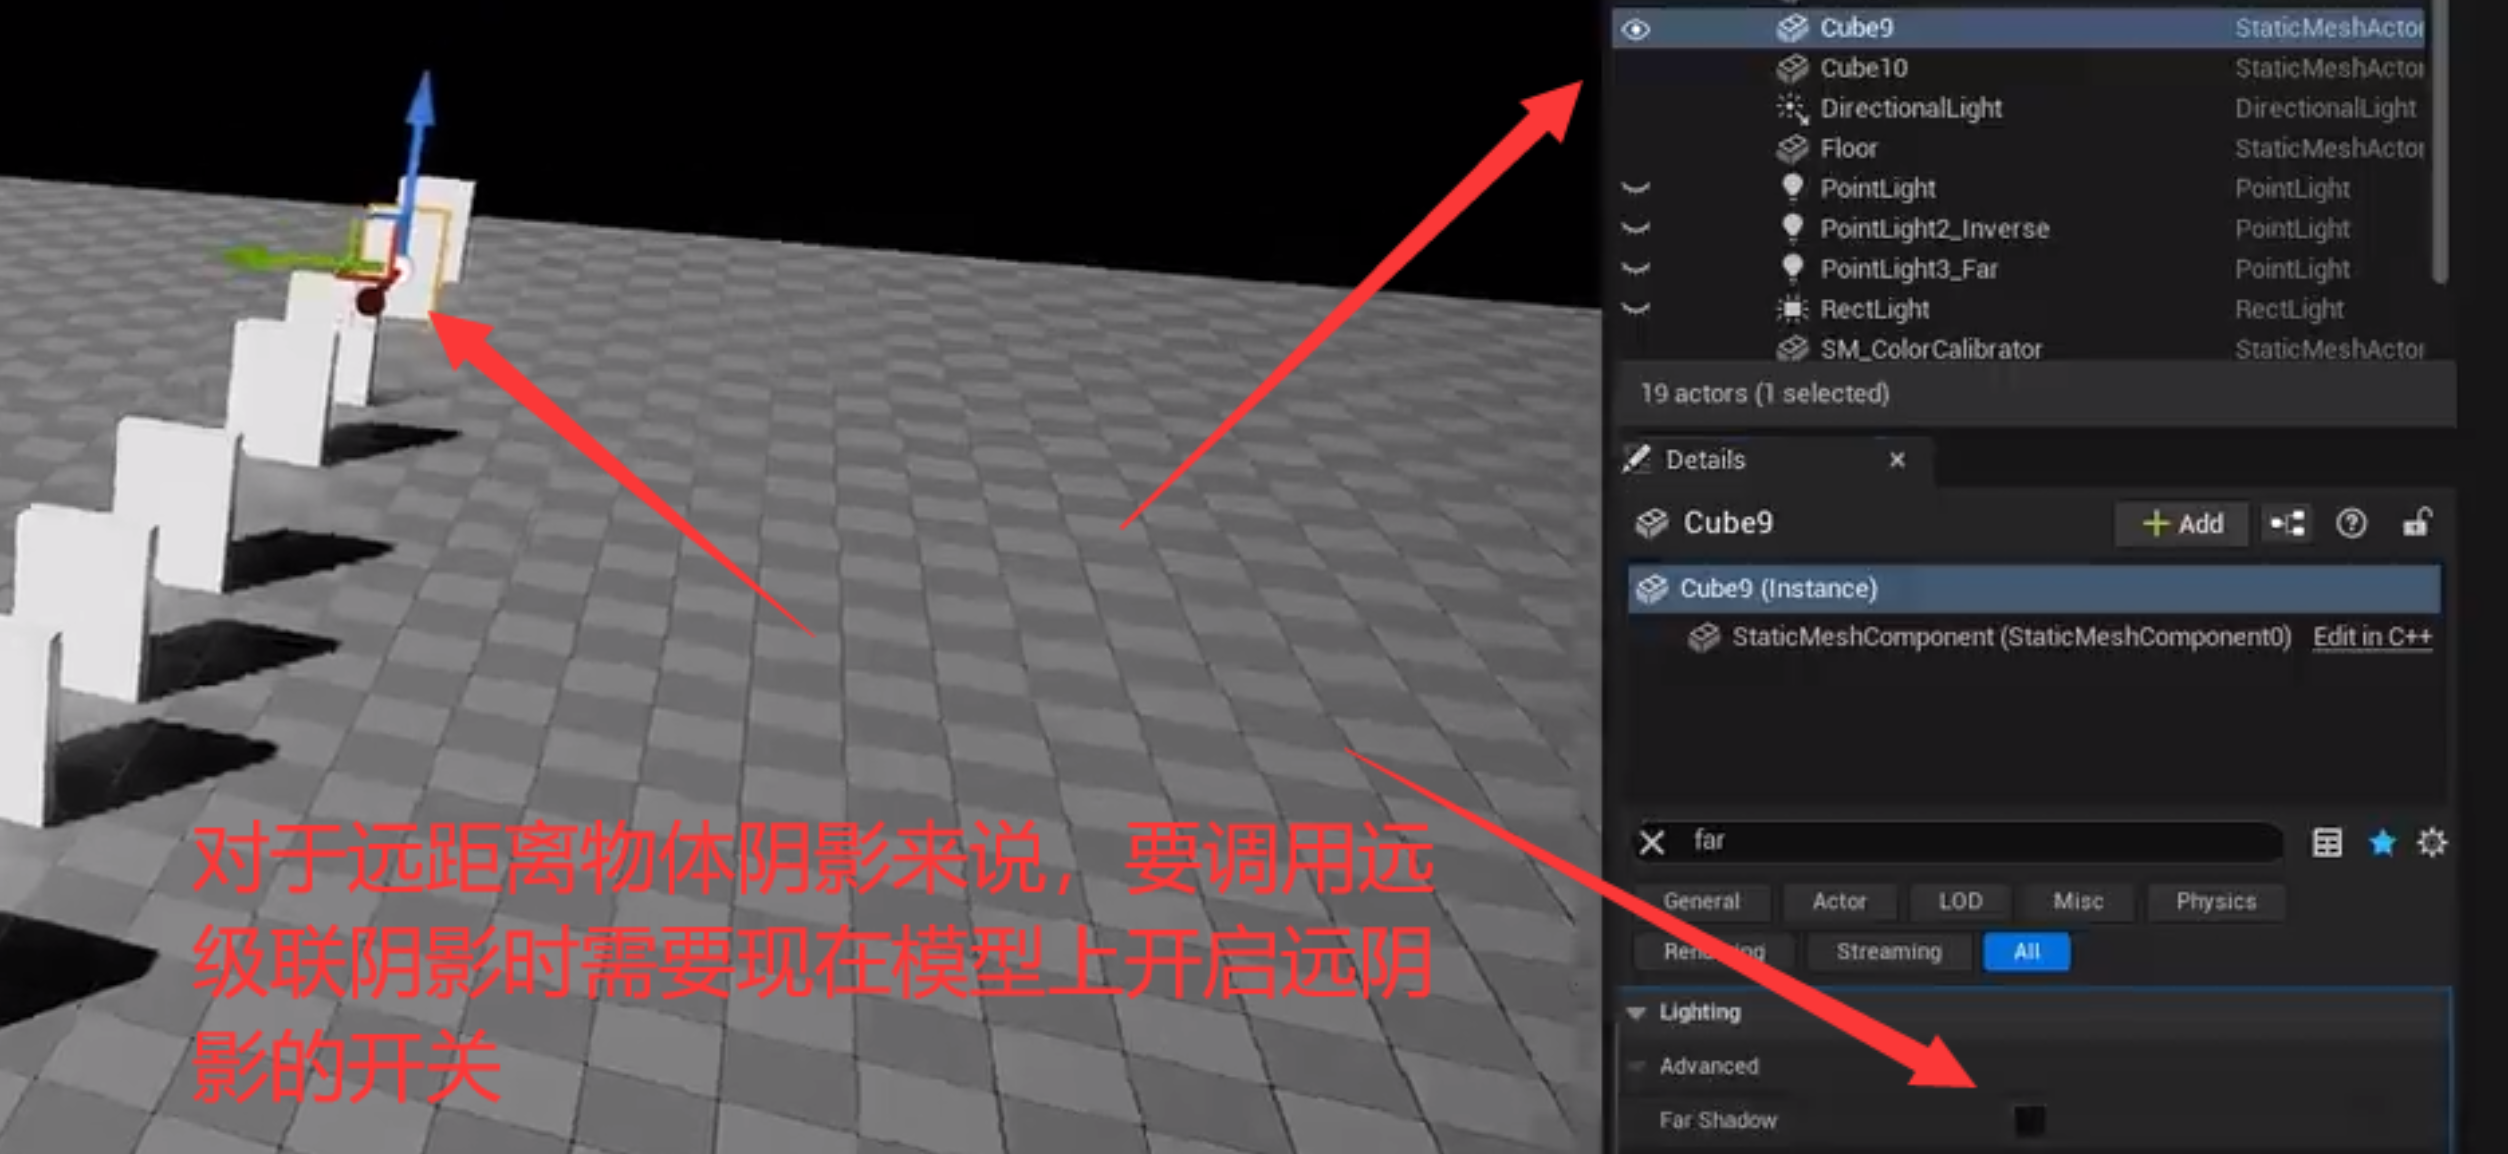 Cube9 StaticMeshActor
Cube10 StaticMeshActor
DirectionalLight DirectionalLight
Floor StaticMeshActor
PointLight PointLight
PointLight2_Inverse PointLight
PointLight3_Far PointLight
RectLight RectLight
SM_ColorCalibrator StaticMeshActor
19 actors (1 selected)
Details
Cube9
+ Add
Cube9 (Instance)
StaticMeshComponent (StaticMeshComponent0) Edit in C++
far
General Actor LOD Misc Physics
Rendering Streaming All
Lighting
Advanced
Far Shadow
对于远距离物体阴影来说，要调用远
级联阴影时需要现在模型上开启远阴
影的开关